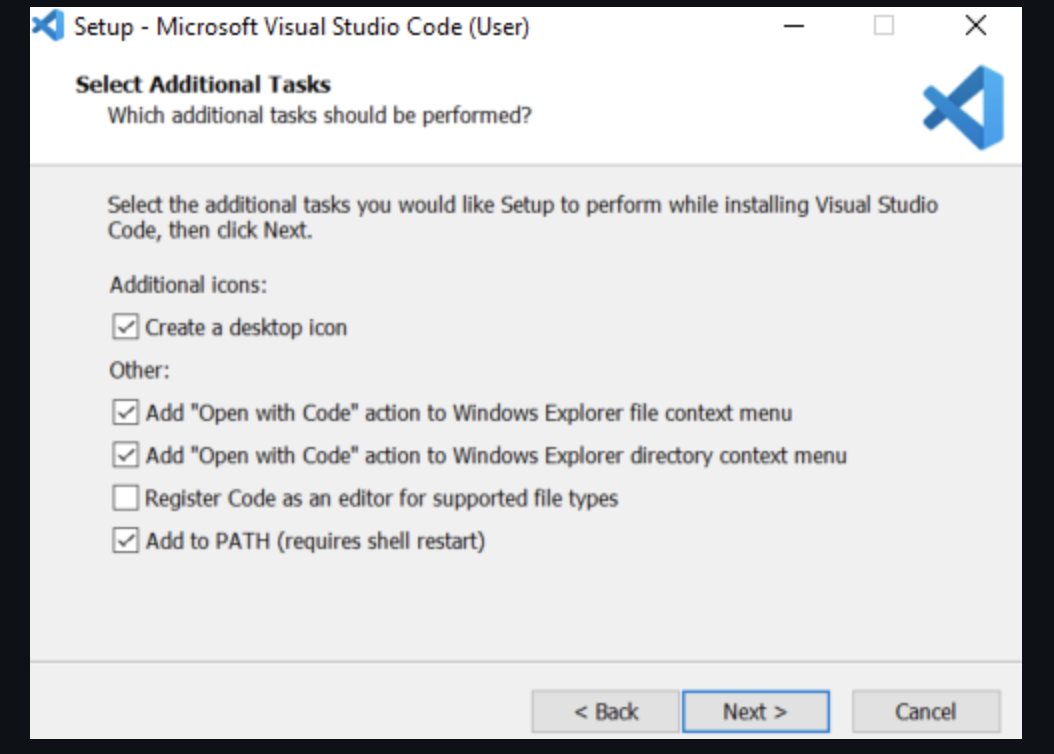 Setup - Microsoft Visual Studio Code (User)
Select Additional Tasks
Which additional tasks should be performed?
Select the additional tasks you would like Setup to perform while installing Visual Studio
Code, then click Next.
Additional icons:
Create a desktop icon
Other:
Add "Open with Code" action to Windows Explorer file context menu
Add "Open with Code" action to Windows Explorer directory context menu
Register Code as an editor for supported file types
Add to PATH (requires shell restart)
< Back Next > Cancel